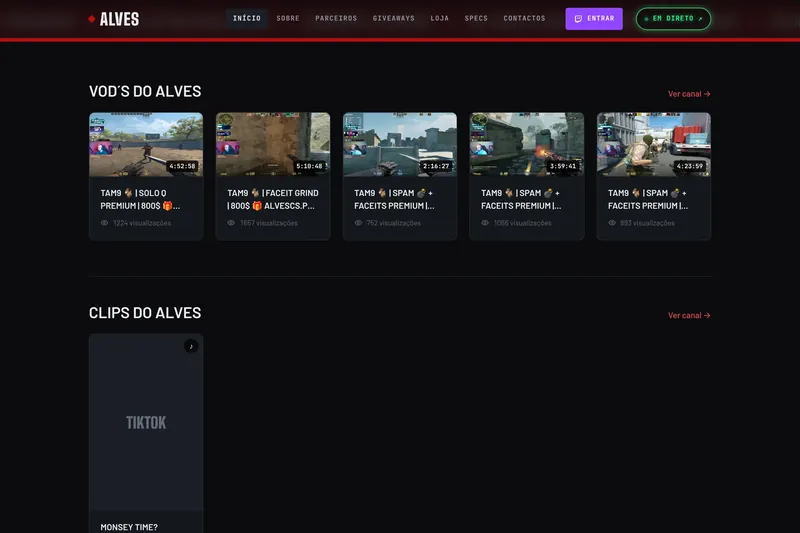 ALVES
INÍCIO
SOBRE
PARCEIROS
GIVEAWAYS
LOJA
SPECS
CONTACTOS
ENTRAR
EM DIRETO ↗
VOD´S DO ALVES
Ver canal →
4:52:58
5:10:48
2:16:27
3:59:41
4:23:59
TAM9 🐐 | SOLO Q
PREMIUM | 800$ 🎁...
1224 visualizações
TAM9 🐐 | FACEIT GRIND
| 800$ 🎁 ALVESCS.P...
1667 visualizações
TAM9 🐐 | SPAM 💣 +
FACEITS PREMIUM |...
762 visualizações
TAM9 🐐 | SPAM 💣 +
FACEITS PREMIUM |...
1066 visualizações
TAM9 🐐 | SPAM 💣 +
FACEITS PREMIUM |...
893 visualizações
CLIPS DO ALVES
Ver canal →
♪
TIKTOK
MONSEY TIME?